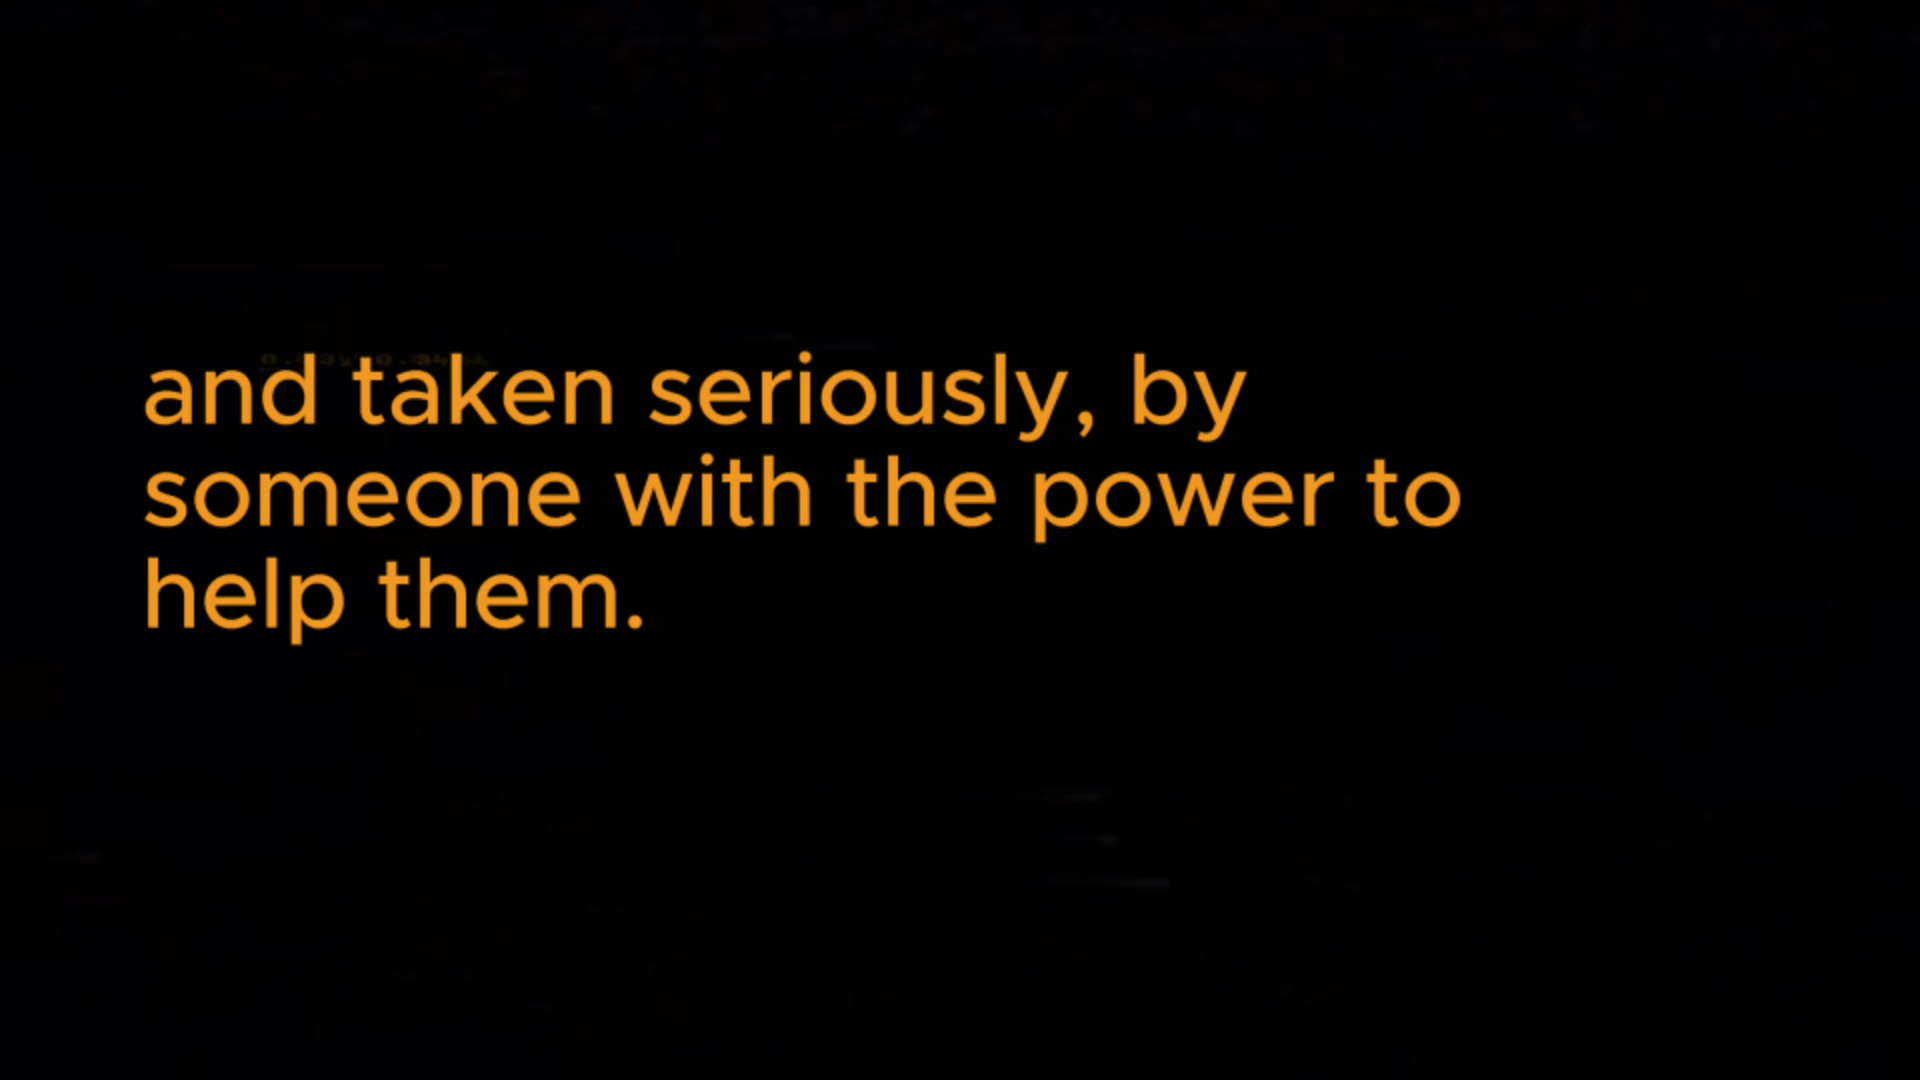 and taken seriously, by
someone with the power to
help them.